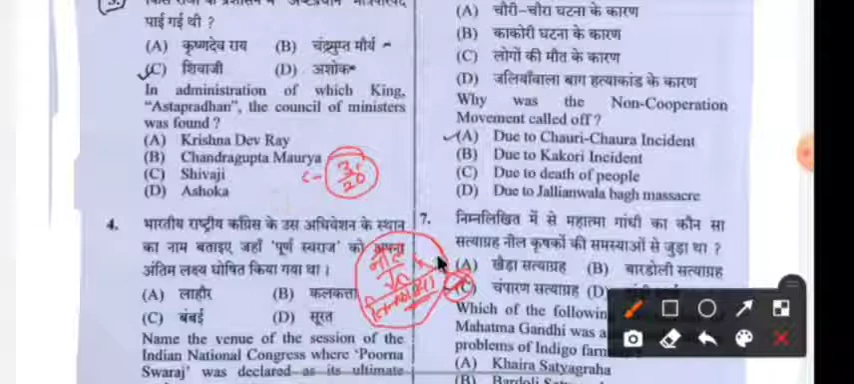 पाई गई थी ?
(A) कृष्णदेव राय (B) चंद्रगुप्त मौर्य
(C) शिवाजी (D) अशोक
In administration of which King,
"Astapradhan", the council of ministers
was found ?
(A) Krishna Dev Ray
(B) Chandragupta Maurya
(C) Shivaji
(D) Ashoka
4. भारतीय राष्ट्रीय काँग्रेस के उस अधिवेशन के स्थान
का नाम बताइए जहाँ 'पूर्ण स्वराज' को अपना
अंतिम लक्ष्य घोषित किया गया था ।
(A) लाहौर (B) कलकत्ता
(C) बंबई (D) सूरत
Name the venue of the session of the
Indian National Congress where 'Poorna
Swaraj' was declared as its ultimate
(A) चौरी-चौरा घटना के कारण
(B) काकोरी घटना के कारण
(C) लोगों की मौत के कारण
(D) जलियाँवाला बाग हत्याकांड के कारण
Why was the Non-Cooperation
Movement called off ?
(A) Due to Chauri-Chaura Incident
(B) Due to Kakori Incident
(C) Due to death of people
(D) Due to Jallianwala bagh massacre
7. निम्नलिखित में से महात्मा गांधी का कौन सा
सत्याग्रह नील कृषकों की समस्याओं से जुड़ा था ?
(A) खेड़ा सत्याग्रह (B) बारडोली सत्याग्रह
(C) चंपारण सत्याग्रह (D)
Which of the following
Mahatma Gandhi was a
problems of Indigo farm
(A) Khaira Satyagraha
(B) Bardoli